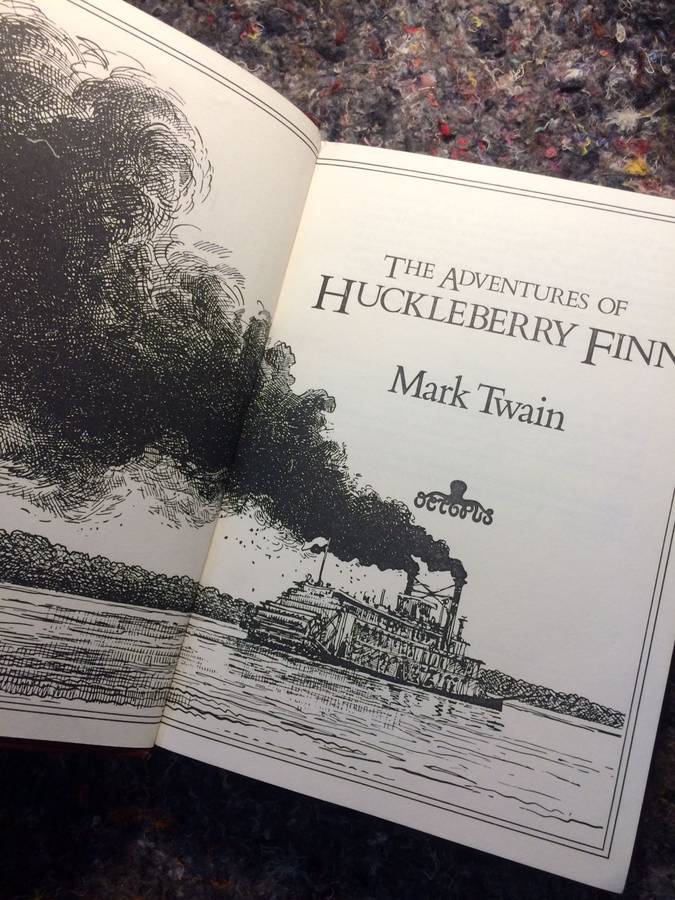 THE ADVENTURES OF
HUCKLEBERRY FINN
Mark Twain
octopus